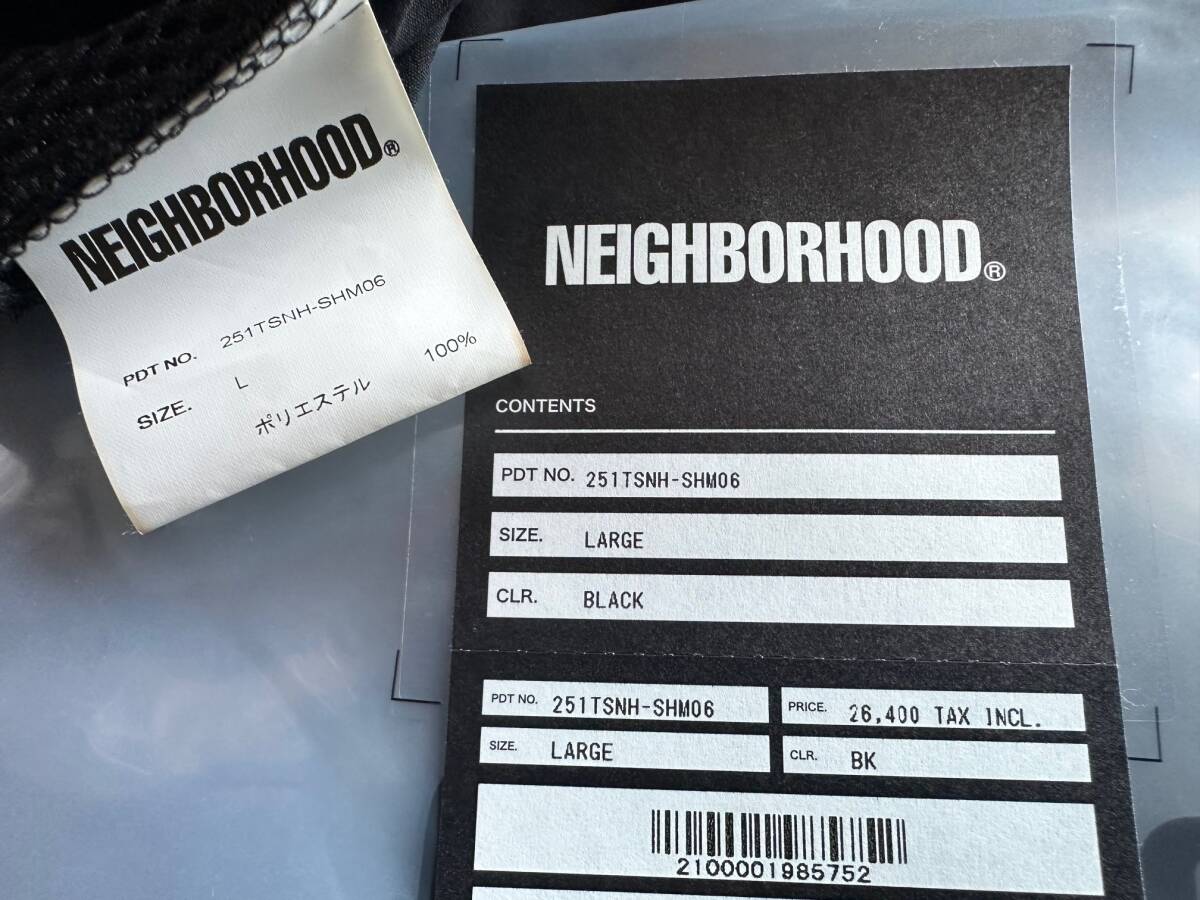 NEIGHBORHOOD®
PDT NO. 251TSNH-SHM06
SIZE. L
ポリエステル 100%
NEIGHBORHOOD®
CONTENTS
PDT NO. 251TSNH-SHM06
SIZE. LARGE
CLR. BLACK
PDT NO. 251TSNH-SHM06 PRICE. 26,400 TAX INCL.
SIZE. LARGE CLR. BK
2100001985752